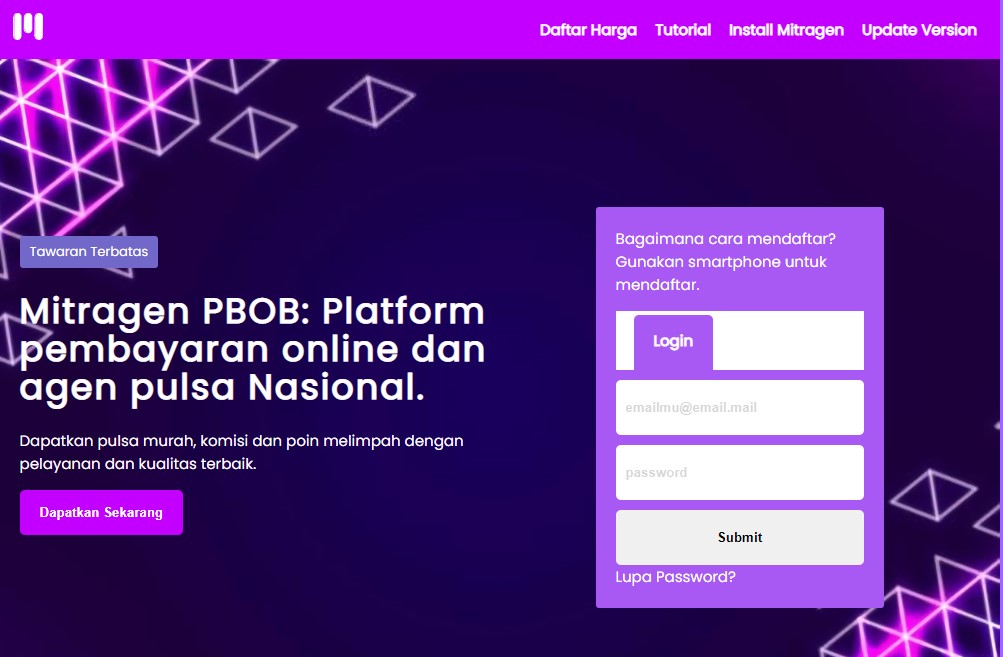 Daftar Harga Tutorial Install Mitragen Update Version
Tawaran Terbatas
Mitragen PBOB: Platform
pembayaran online dan
agen pulsa Nasional.
Dapatkan pulsa murah, komisi dan poin melimpah dengan
pelayanan dan kualitas terbaik.
Dapatkan Sekarang
Bagaimana cara mendaftar?
Gunakan smartphone untuk
mendaftar.
Login
emailmu@email.mail
password
Submit
Lupa Password?